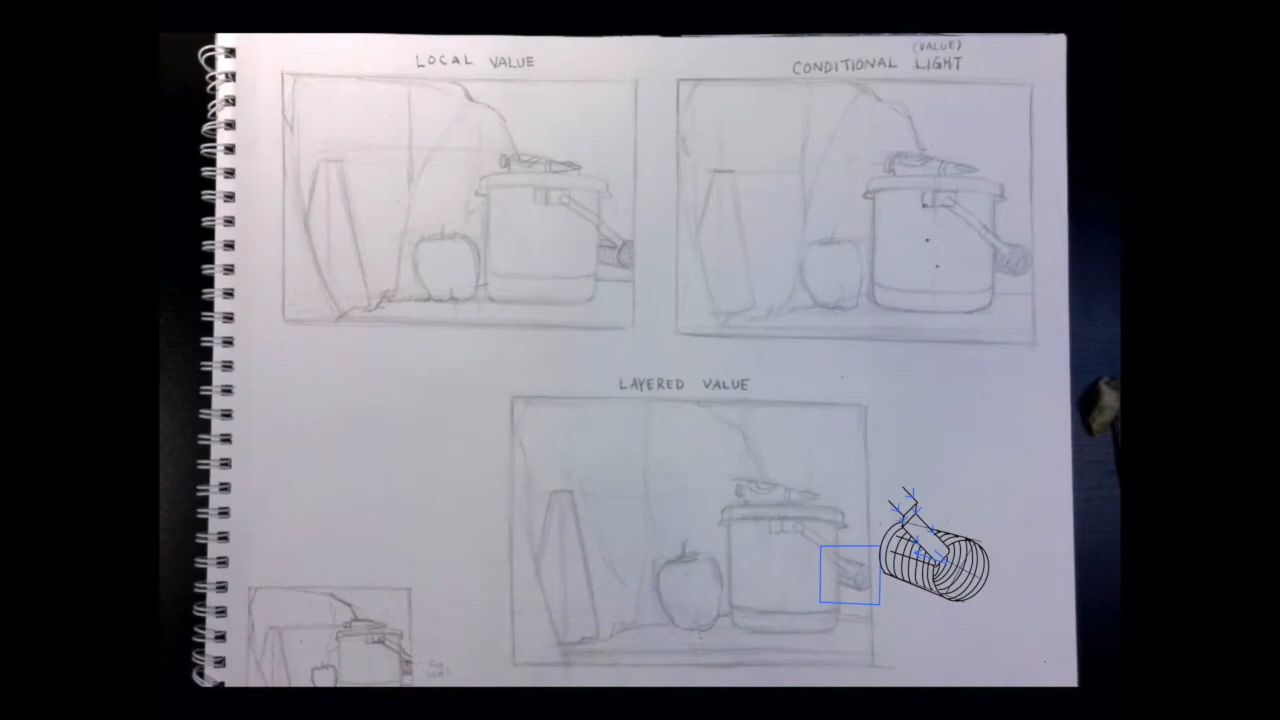 LOCAL VALUE
(VALUE)
CONDITIONAL LIGHT
LAYERED VALUE